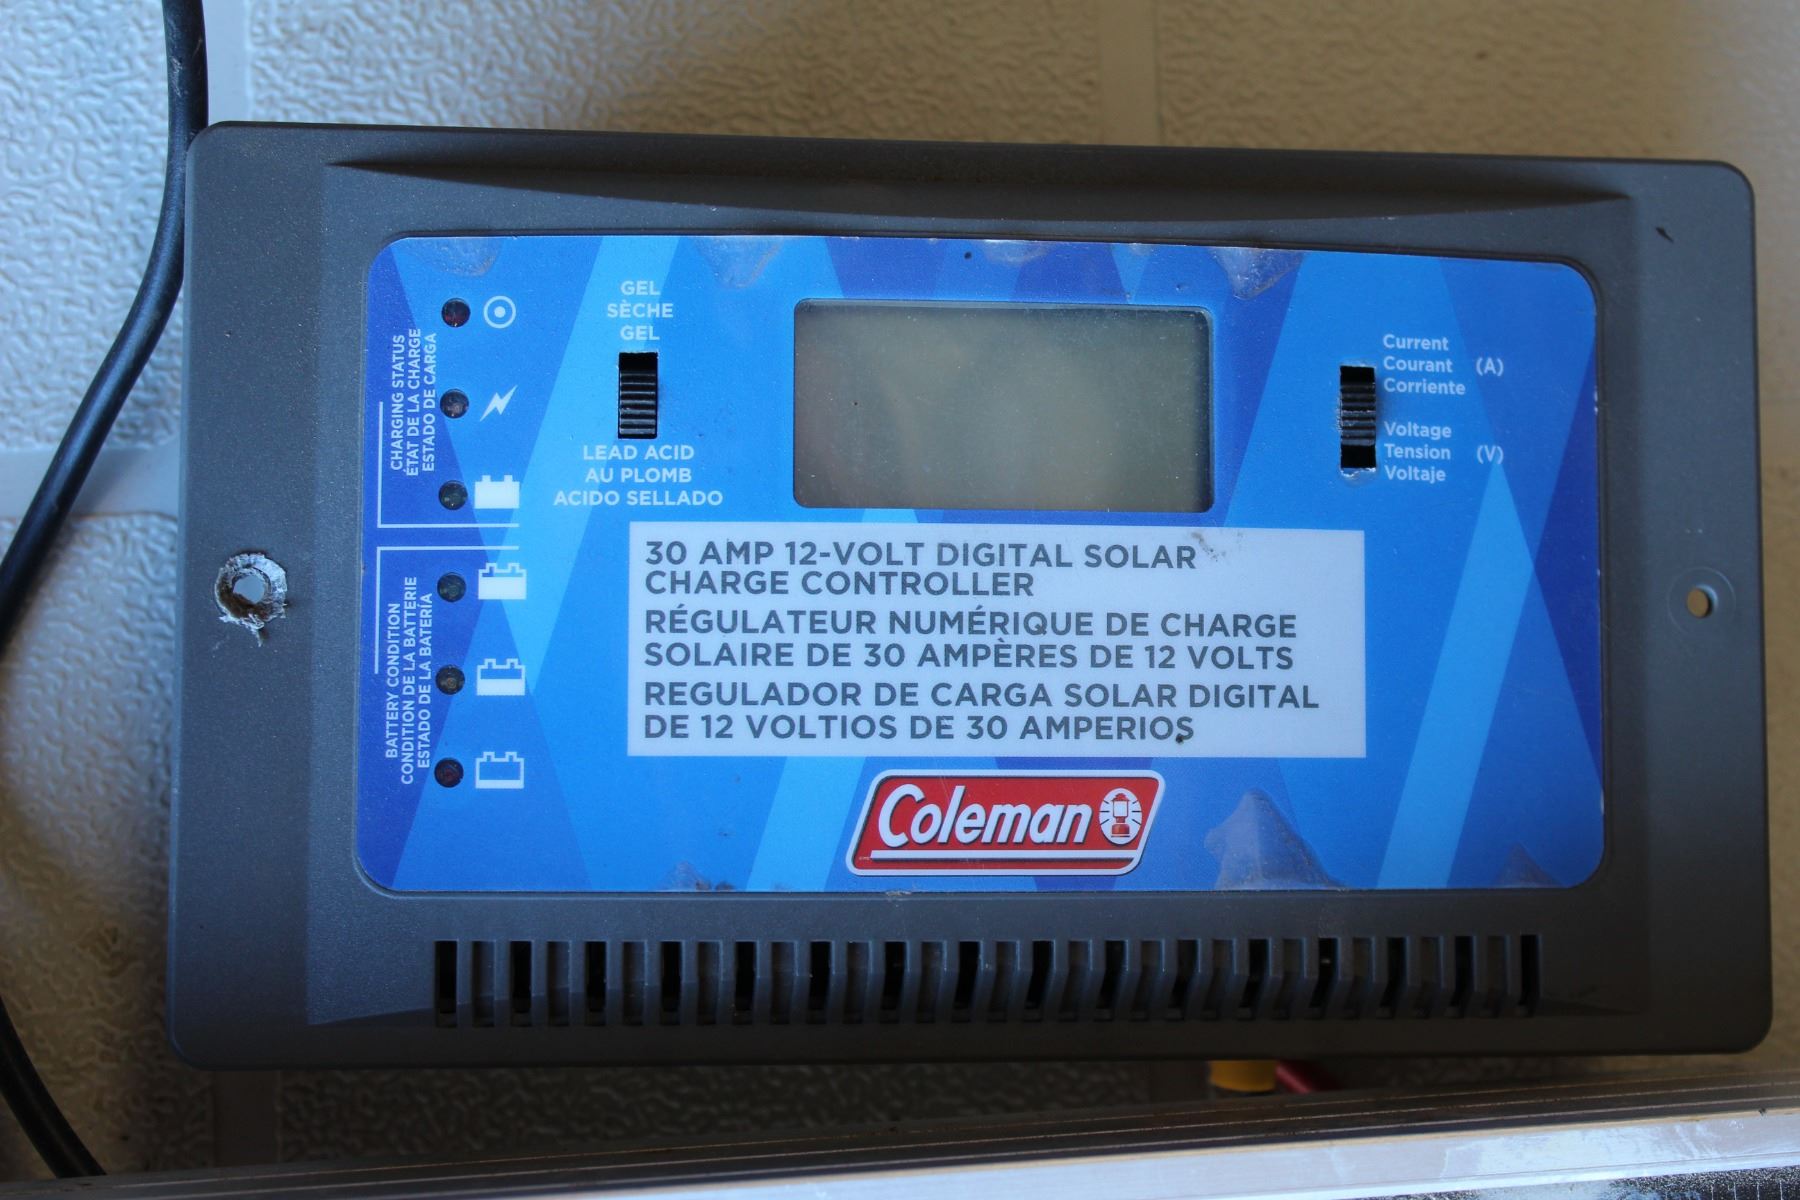 CHARGING STATUS
ÉTAT DE LA CHARGE
ESTADO DE CARGA
BATTERY CONDITION
CONDITION DE LA BATTERIE
ESTADO DE LA BATERÍA
GEL
SÈCHE
GEL
LEAD ACID
AU PLOMB
ACIDO SELLADO
Current
Courant (A)
Corriente
Voltage
Tension (V)
Voltaje
30 AMP 12-VOLT DIGITAL SOLAR
CHARGE CONTROLLER
RÉGULATEUR NUMÉRIQUE DE CHARGE
SOLAIRE DE 30 AMPÈRES DE 12 VOLTS
REGULADOR DE CARGA SOLAR DIGITAL
DE 12 VOLTIOS DE 30 AMPERIOS
Coleman